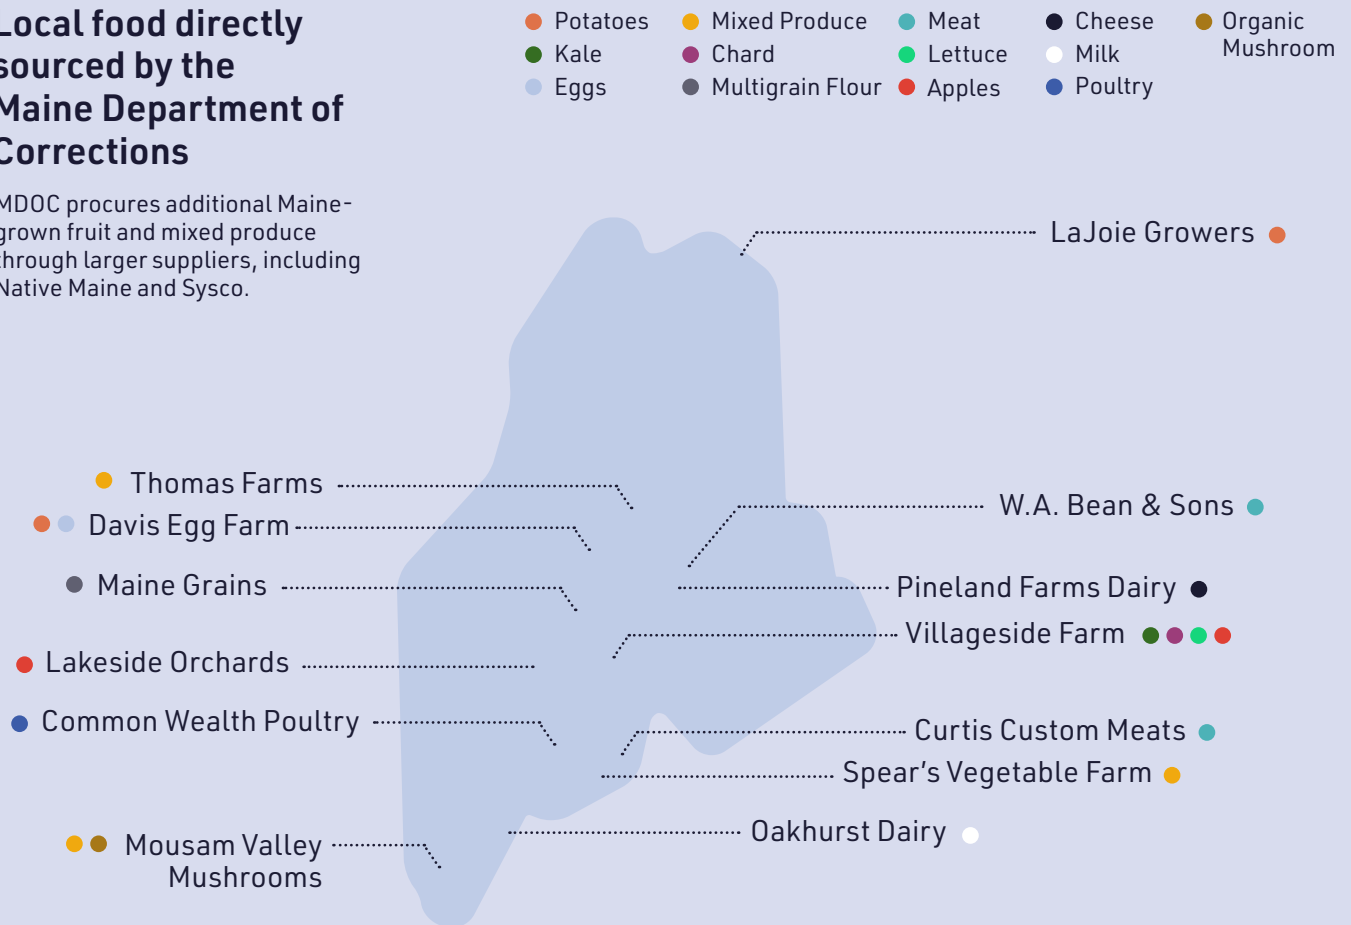 Local food directly
sourced by the
Maine Department of
Corrections
MDOC procures additional Maine-
grown fruit and mixed produce
through larger suppliers, including
Native Maine and Sysco.
Potatoes
Kale
Eggs
Mixed Produce
Chard
Multigrain Flour
Meat
Lettuce
Apples
Cheese
Milk
Poultry
Organic
Mushroom
LaJoie Growers
Thomas Farms
Davis Egg Farm
Maine Grains
Lakeside Orchards
Common Wealth Poultry
Mousam Valley
Mushrooms
W.A. Bean & Sons
Pineland Farms Dairy
Villageside Farm
Curtis Custom Meats
Spear's Vegetable Farm
Oakhurst Dairy